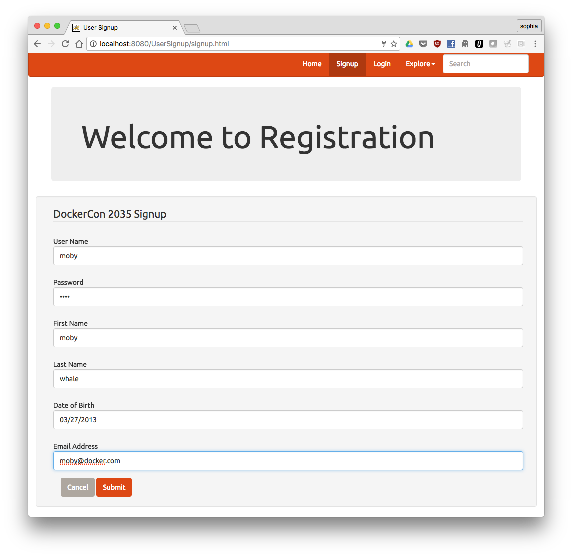 User Signup
sophia
localhost:8080/UserSignup/signup.html
Home Signup Login Explore Search
Welcome to Registration
DockerCon 2035 Signup
User Name
moby
Password
••••
First Name
moby
Last Name
whale
Date of Birth
03/27/2013
Email Address
moby@docker.com
Cancel Submit